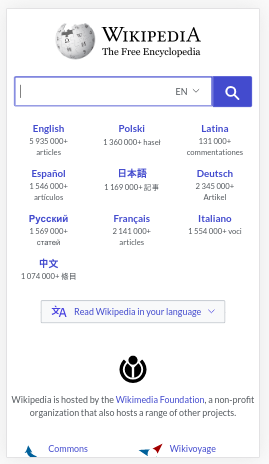 WIKIPEDIA
The Free Encyclopedia
EN
English Polski Latina
5 935 000+ 1 360 000+ haseł 131 000+
articles commentationes
Español 日本語 Deutsch
1 546 000+ 1 169 000+ 記事 2 345 000+
artículos Artikel
Русский Français Italiano
1 569 000+ 2 141 000+ 1 554 000+ voci
статей articles
中文
1 074 000+ 條目
Read Wikipedia in your language
Wikipedia is hosted by the Wikimedia Foundation, a non-profit
organization that also hosts a range of other projects.
Commons Wikivoyage